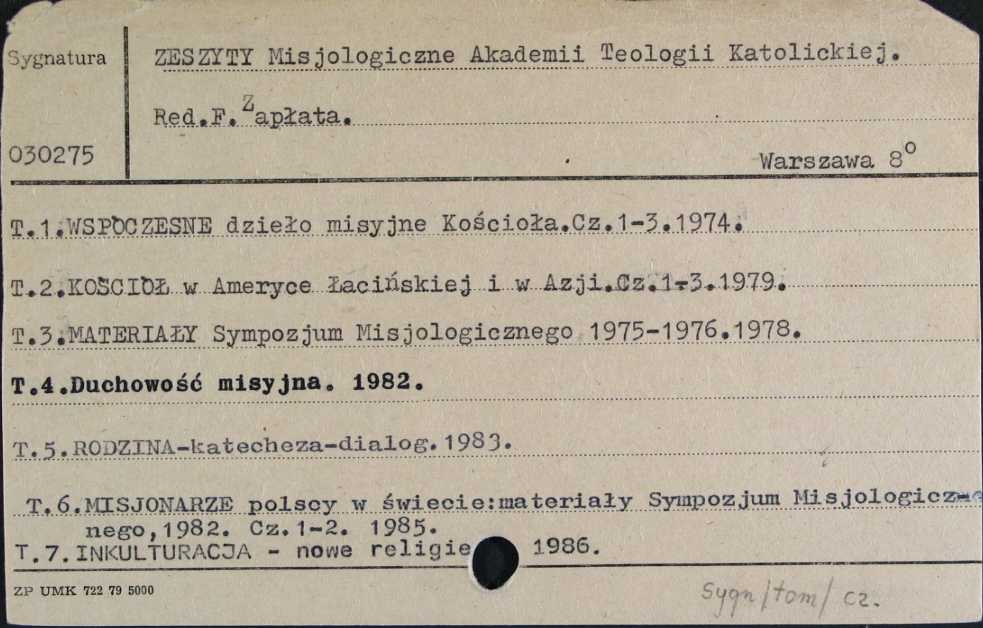 Sygnatura
ZESZYTY Misjologiczne Akademii Teologii Katolickiej.
Red.F.Zapłata.
030275
Warszawa 8°
T.1.WSPÓCZESNE dzieło misyjne Kościoła.Cz.1-3.1974.
T.2.KOŚCIÓŁ w Ameryce Łacińskiej i w Azji.Cz.1-3.1979.
T.3.MATERIAŁY Sympozjum Misjologicznego 1975-1976.1978.
T.4.Duchowość misyjna. 1982.
T.5.RODZINA-katecheza-dialog.1983.
T.6.MISJONARZE polscy w świecie:materiały Sympozjum Misjologicz-
nego,1982. Cz.1-2. 1985.
T.7.INKULTURACJA - nowe religie 1986.
ZP UMK 722 79 5000
Sygn/tom/ cz.